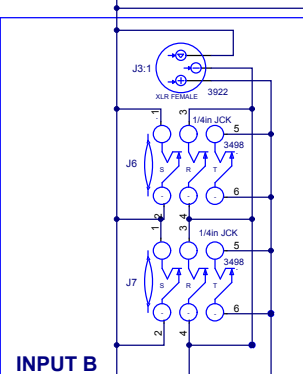 J3:1
XLR FEMALE 3922
1 3 1/4in JCK
5
3498
J6
S R T
6
2 4
1 3 1/4in JCK
5
3498
J7
S R T
6
2 4
INPUT B